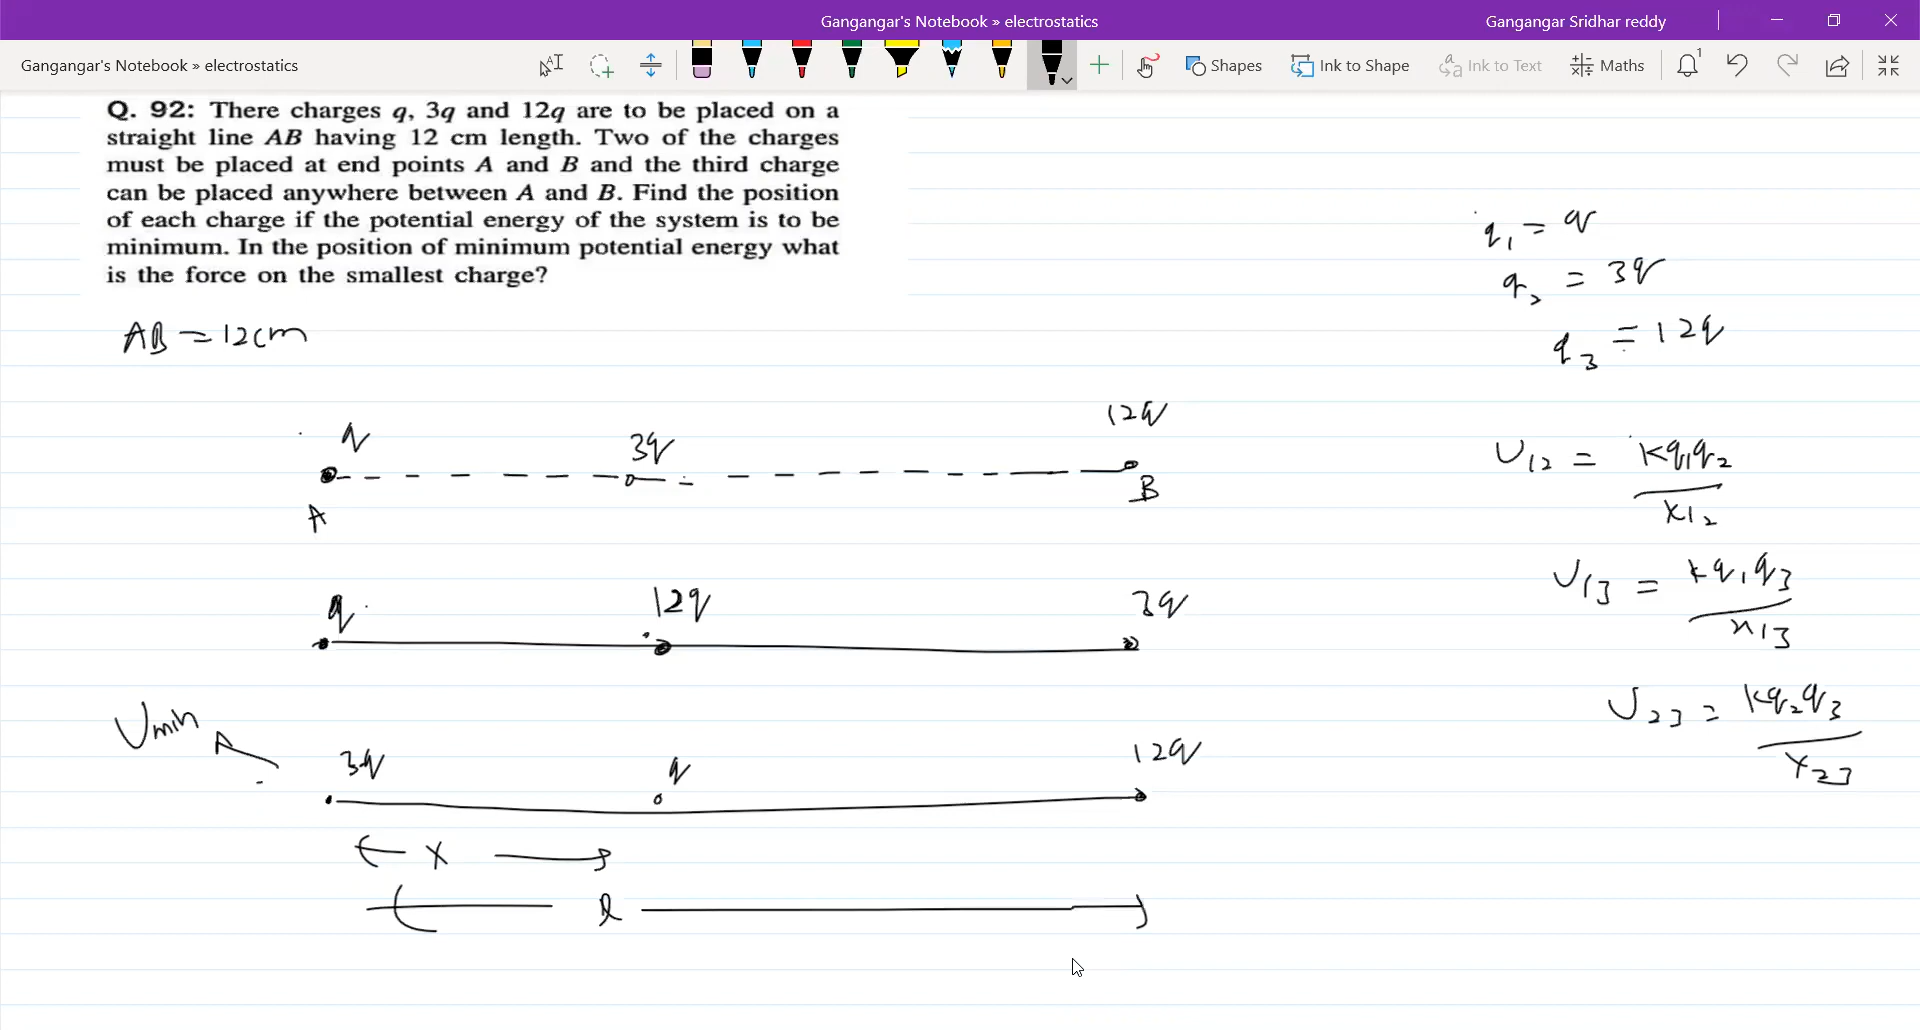 Gangangar's Notebook » electrostatics
Gangangar Sridhar reddy
Gangangar's Notebook » electrostatics
Shapes
Ink to Shape
Ink to Text
Maths
1
Q. 92: There charges q, 3q and 12q are to be placed on a
straight line AB having 12 cm length. Two of the charges
must be placed at end points A and B and the third charge
can be placed anywhere between A and B. Find the position
of each charge if the potential energy of the system is to be
minimum. In the position of minimum potential energy what
is the force on the smallest charge?
q₁ = q
q₂ = 3q
q₃ = 12q
AB = 12cm
q 3q 12q
A B
U₁₂ = Kq₁q₂ / x₁₂
q 12q 3q
U₁₃ = Kq₁q₃ / x₁₃
Umin
3q q 12q
U₂₃ = Kq₂q₃ / x₂₃
x
l